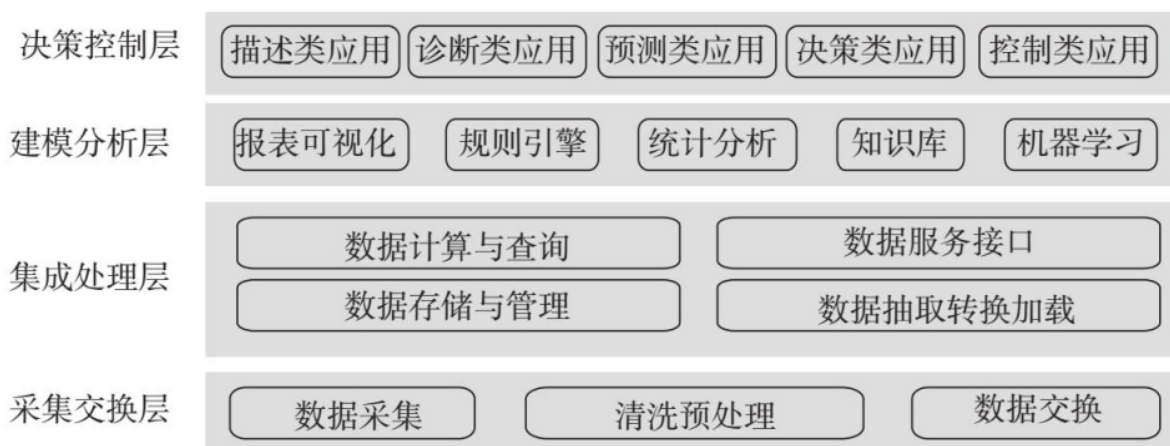 决策控制层 描述类应用 诊断类应用 预测类应用 决策类应用 控制类应用
建模分析层 报表可视化 规则引擎 统计分析 知识库 机器学习
数据计算与查询 数据服务接口
集成处理层
数据存储与管理 数据抽取转换加载
采集交换层 数据采集 清洗预处理 数据交换